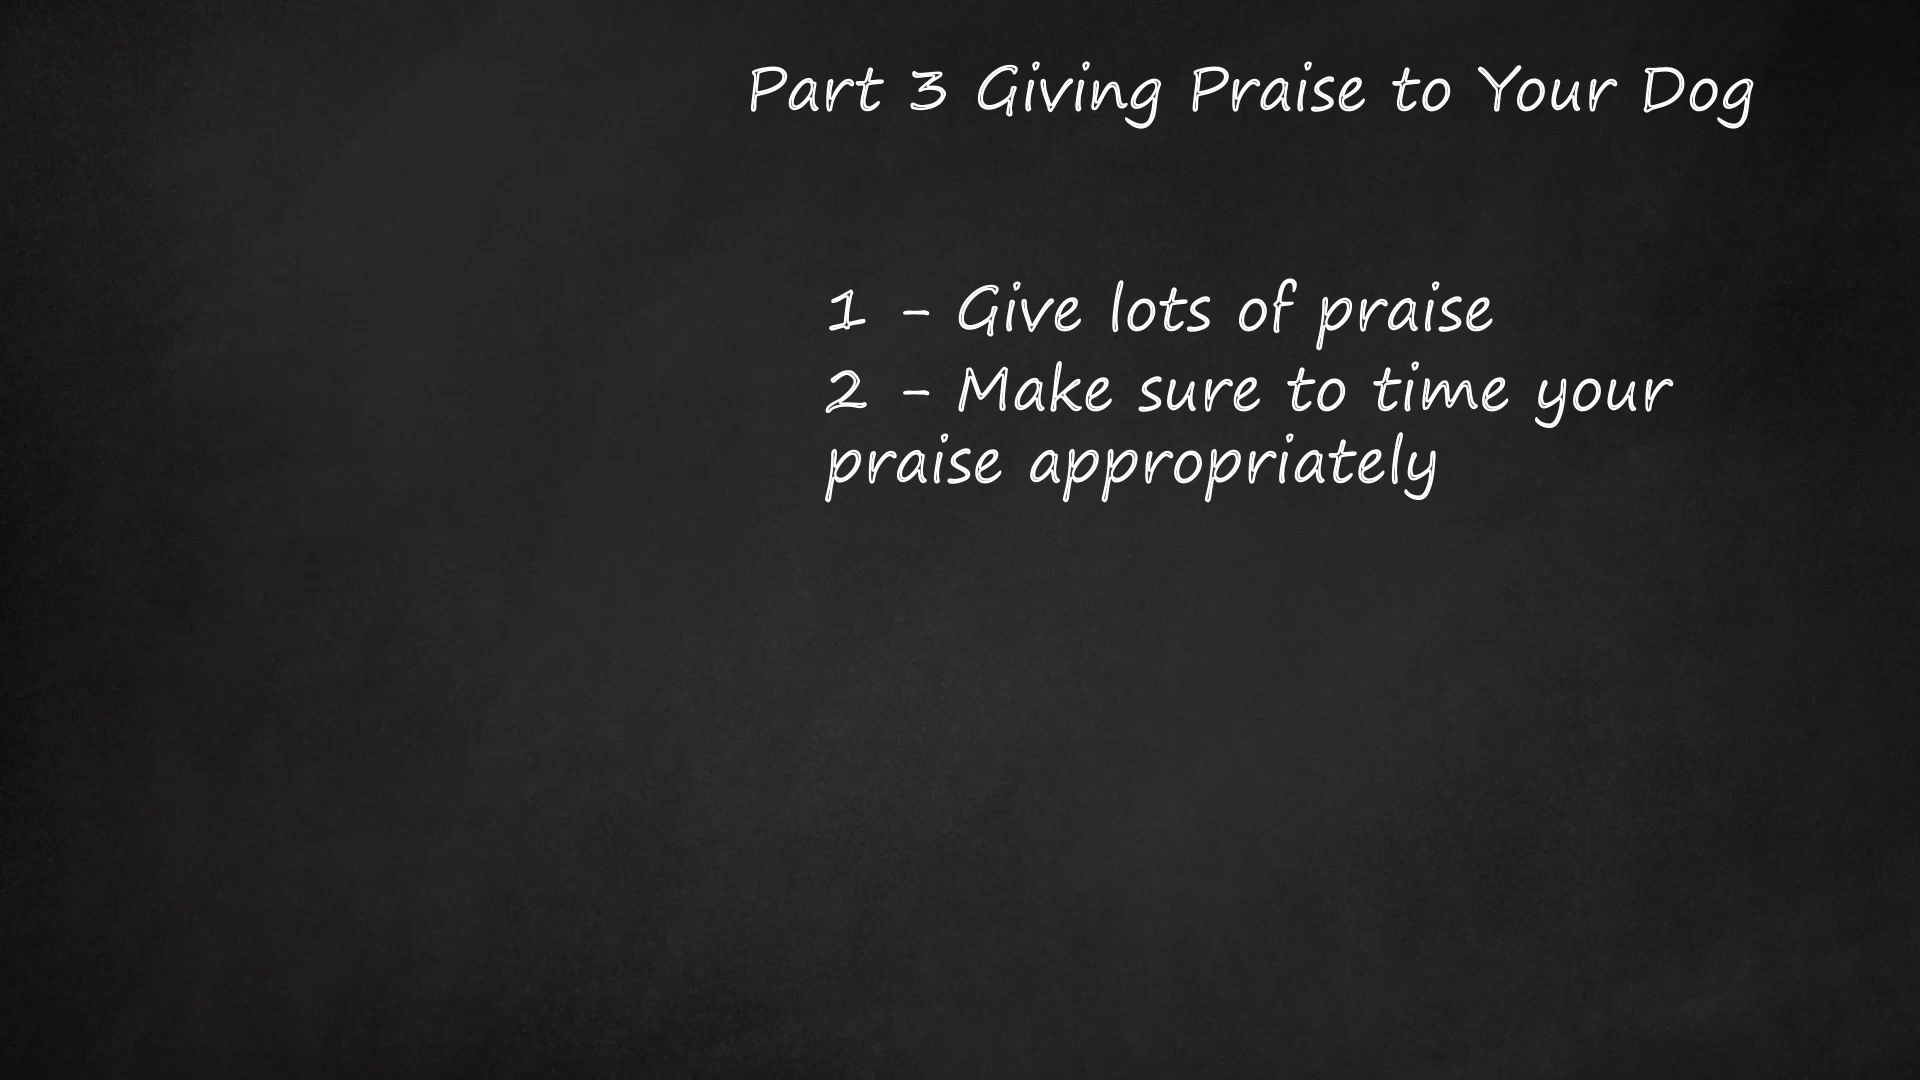 Part 3 Giving Praise to Your Dog
1 - Give lots of praise
2 - Make sure to time your
praise appropriately